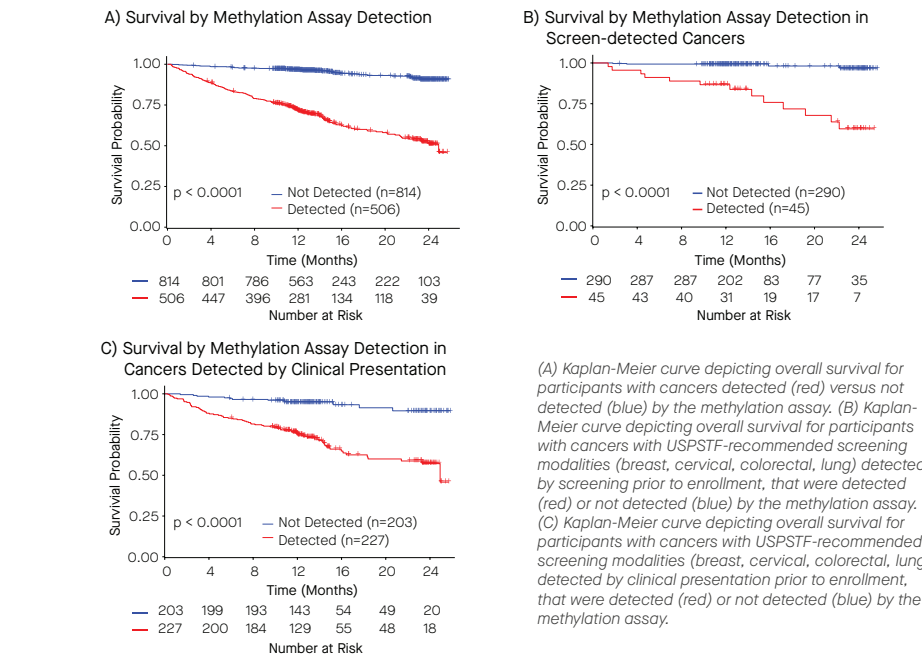 A) Survival by Methylation Assay Detection
1.00
0.75
0.50
0.25
0.00
Survivial Probability
p < 0.0001
Not Detected (n=814)
Detected (n=506)
0 4 8 12 16 20 24
Time (Months)
814 801 786 563 243 222 103
506 447 396 281 134 118 39
Number at Risk
B) Survival by Methylation Assay Detection in
Screen-detected Cancers
1.00
0.75
0.50
0.25
0.00
Survivial Probability
p < 0.0001
Not Detected (n=290)
Detected (n=45)
0 4 8 12 16 20 24
Time (Months)
290 287 287 202 83 77 35
45 43 40 31 19 17 7
Number at Risk
C) Survival by Methylation Assay Detection in
Cancers Detected by Clinical Presentation
1.00
0.75
0.50
0.25
0.00
Survivial Probability
p < 0.0001
Not Detected (n=203)
Detected (n=227)
0 4 8 12 16 20 24
Time (Months)
203 199 193 143 54 49 20
227 200 184 129 55 48 18
Number at Risk
(A) Kaplan-Meier curve depicting overall survival for
participants with cancers detected (red) versus not
detected (blue) by the methylation assay. (B) Kaplan-
Meier curve depicting overall survival for participants
with cancers with USPSTF-recommended screening
modalities (breast, cervical, colorectal, lung) detected
by screening prior to enrollment, that were detected
(red) or not detected (blue) by the methylation assay.
(C) Kaplan-Meier curve depicting overall survival for
participants with cancers with USPSTF-recommended
screening modalities (breast, cervical, colorectal, lung
detected by clinical presentation prior to enrollment,
that were detected (red) or not detected (blue) by the
methylation assay.